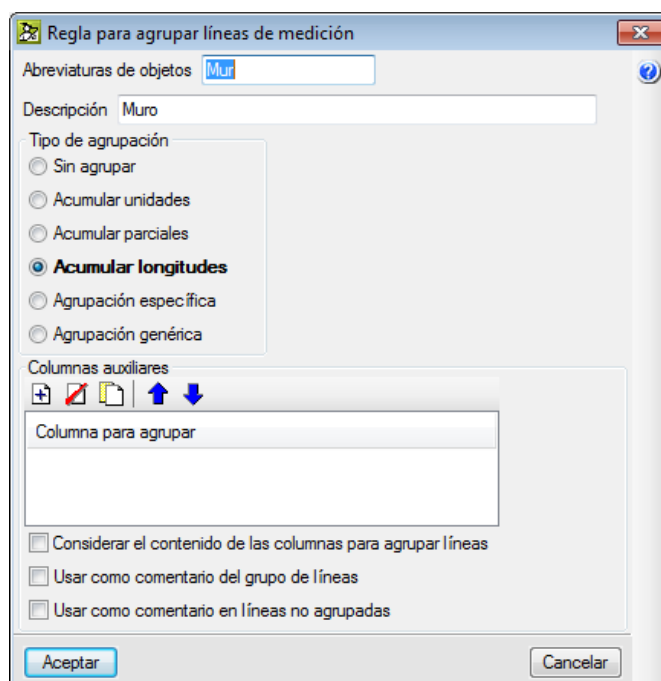 Regla para agrupar líneas de medición
Abreviaturas de objetos Mur
Descripción Muro
Tipo de agrupación
Sin agrupar
Acumular unidades
Acumular parciales
Acumular longitudes
Agrupación específica
Agrupación genérica
Columnas auxiliares
Columna para agrupar
Considerar el contenido de las columnas para agrupar líneas
Usar como comentario del grupo de líneas
Usar como comentario en líneas no agrupadas
Aceptar Cancelar